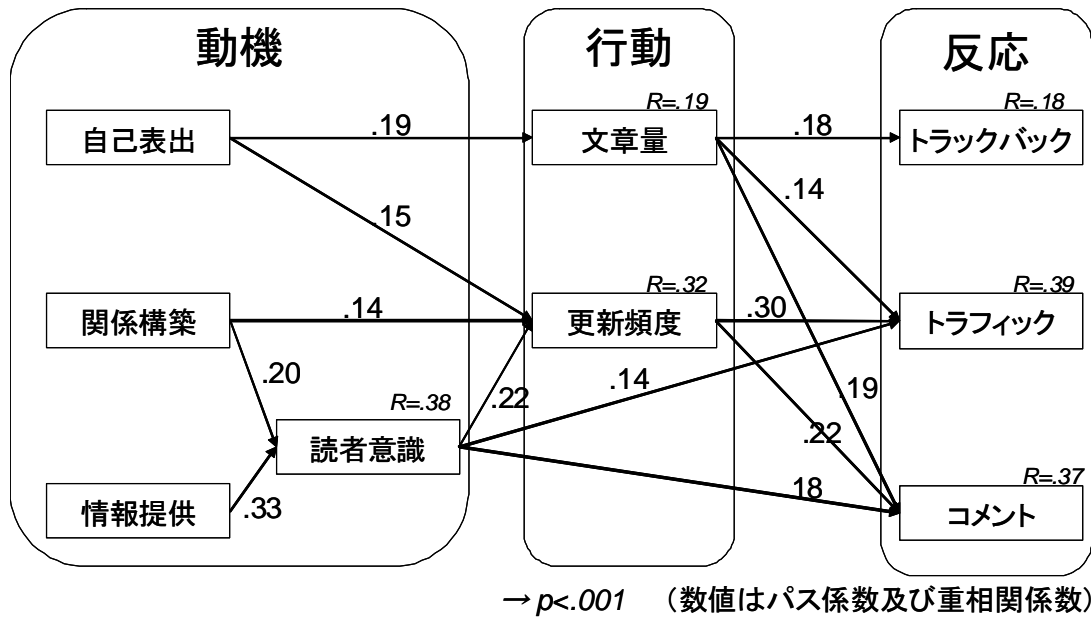 動機
行動
反応
自己表出
.19
R=.19
文章量
.18
R=.18
トラックバック
.15
.14
関係構築
.14
R=.32
更新頻度
.30
R=.39
トラフィック
.20
R=.38
読者意識
.22
.14
.19
.22
情報提供
.33
.18
R=.37
コメント
→ p<.001 (数値はパス係数及び重相関係数)